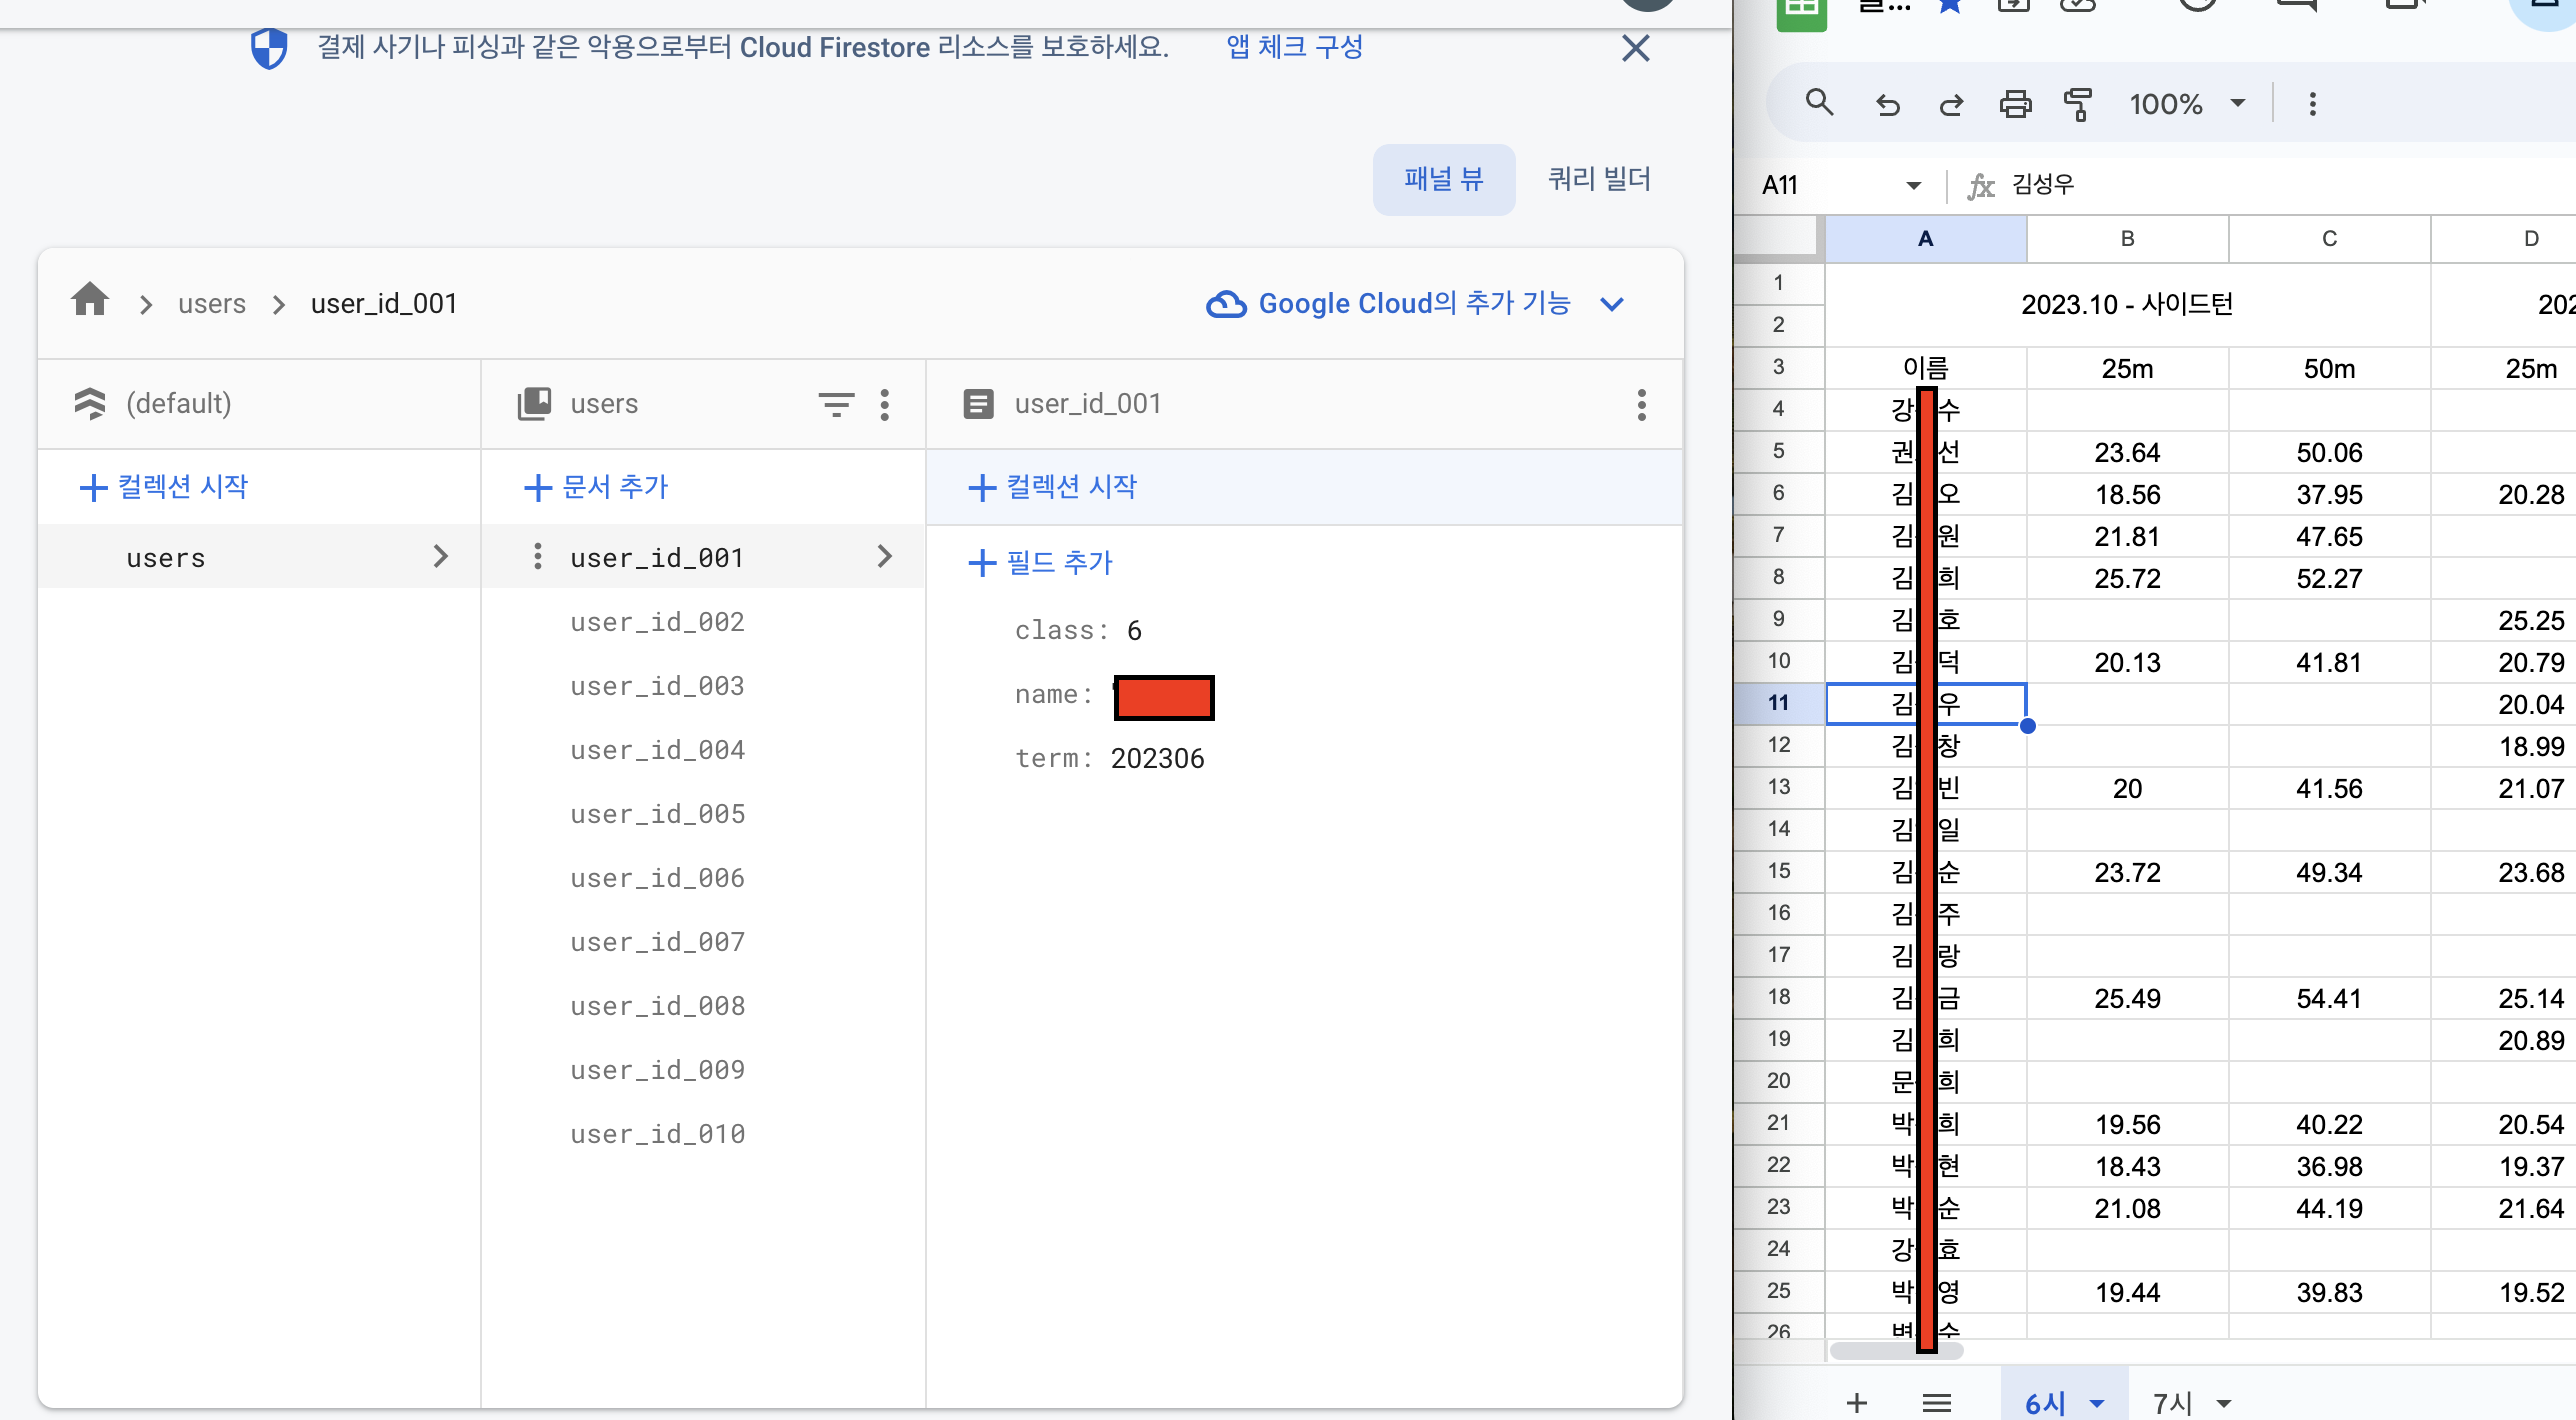 결제 사기나 피싱과 같은 악용으로부터 Cloud Firestore 리소스를 보호하세요. 앱 체크 구성
패널 뷰 쿼리 빌더
users user_id_001 Google Cloud의 추가 기능
(default) users user_id_001
컬렉션 시작 문서 추가 컬렉션 시작
users user_id_001 필드 추가
user_id_002
user_id_003
user_id_004
user_id_005
user_id_006
user_id_007
user_id_008
user_id_009
user_id_010
class: 6
name:
term: 202306
100%
A11 fx 김성우
A B C D
1 2023.10 - 사이드턴 202
2
3 이름 25m 50m 25m
4 강 수
5 권 선 23.64 50.06
6 김 오 18.56 37.95 20.28
7 김 원 21.81 47.65
8 김 희 25.72 52.27
9 김 호 25.25
10 김 덕 20.13 41.81 20.79
11 김 우 20.04
12 김 창 18.99
13 김 빈 20 41.56 21.07
14 김 일
15 김 순 23.72 49.34 23.68
16 김 주
17 김 랑
18 김 금 25.49 54.41 25.14
19 김 희 20.89
20 문 희
21 박 희 19.56 40.22 20.54
22 박 현 18.43 36.98 19.37
23 박 순 21.08 44.19 21.64
24 강 효
25 박 영 19.44 39.83 19.52
26
6시 7시